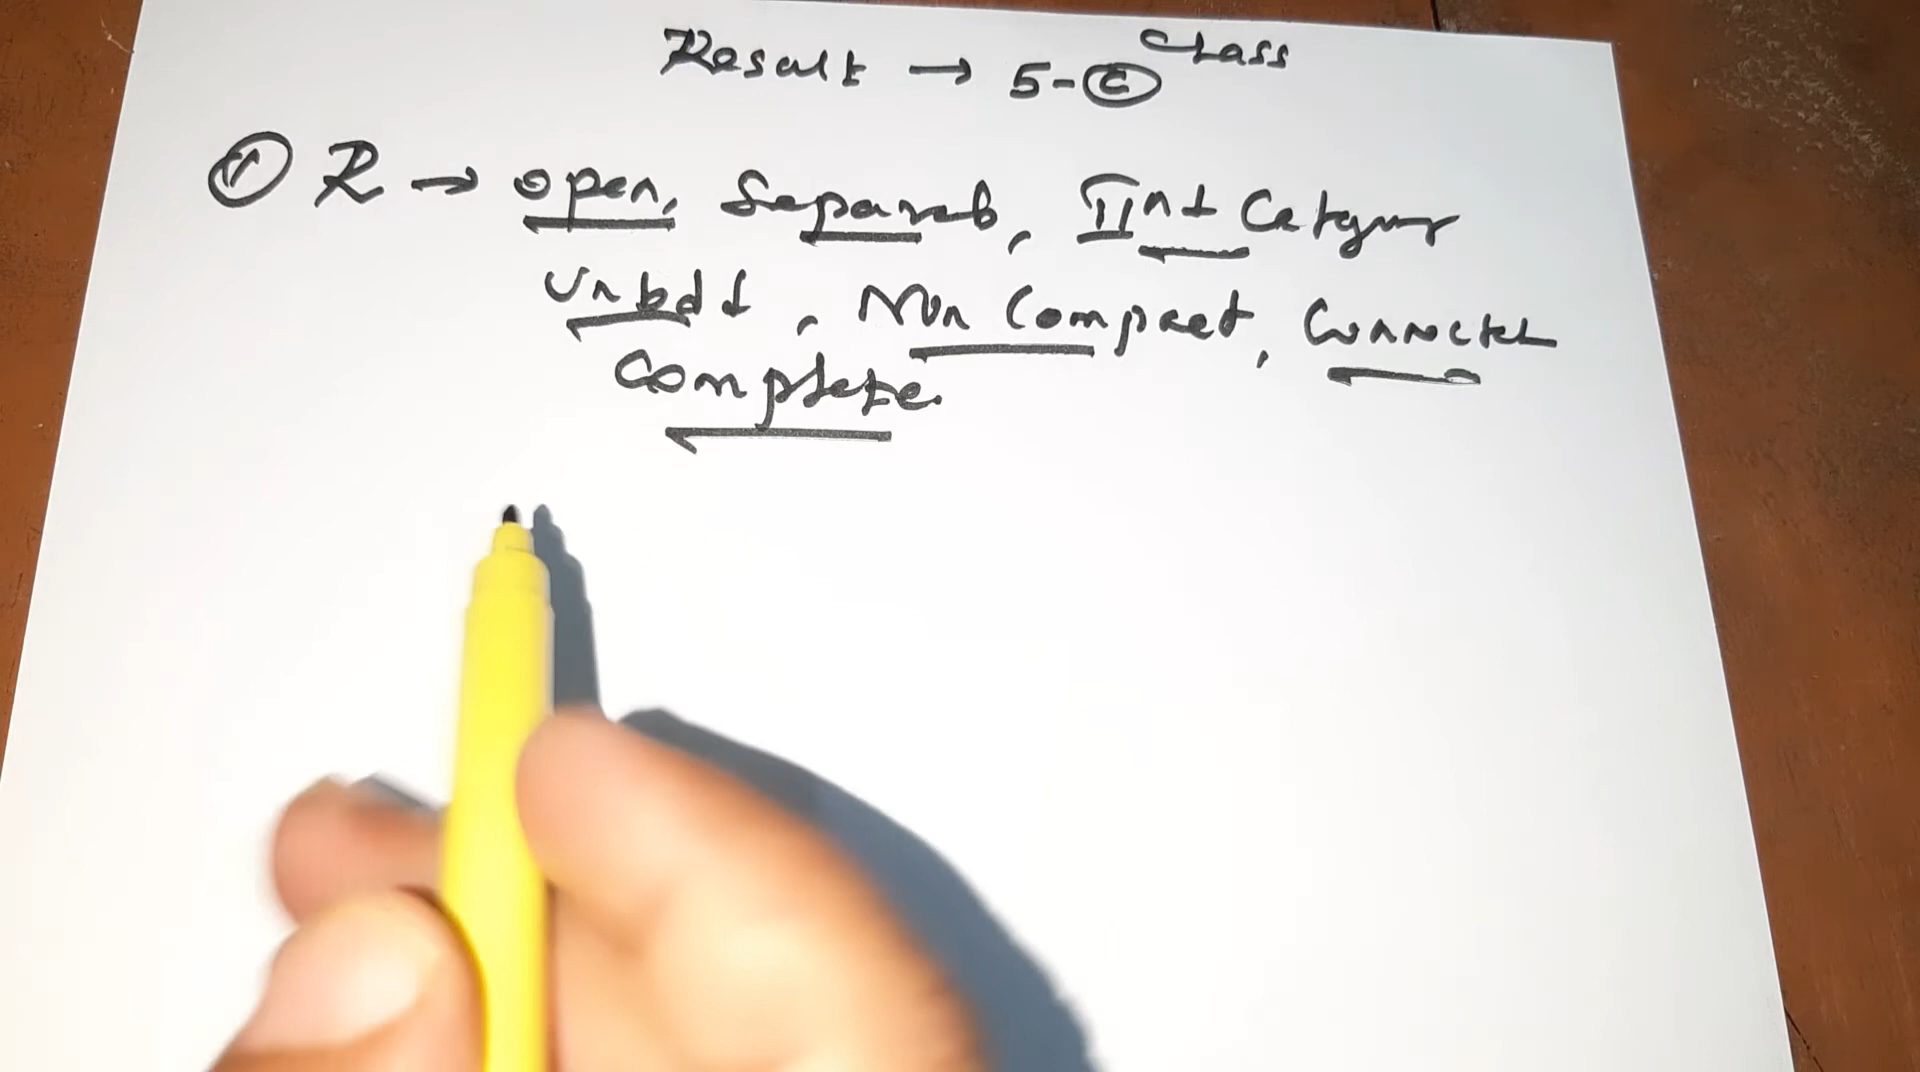 Result → 5-Ⓒ Class
① R → open, Separab, IInd Category
Unbdd, Non Compact, Connected
Complete.